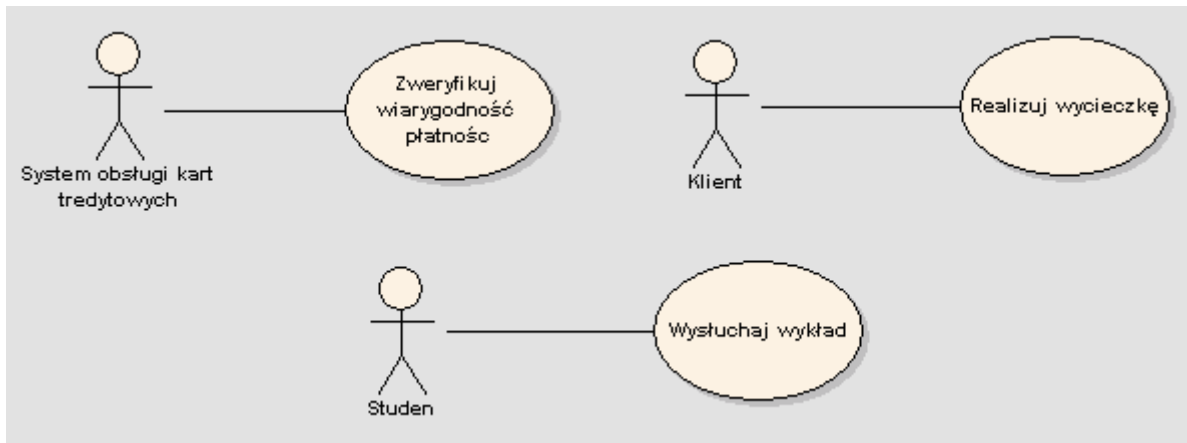 Zweryfikuj
wiarygodność
płatnośc
System obsługi kart
tredytowych
Realizuj wycieczkę
Klient
Wysłuchaj wykład
Studen